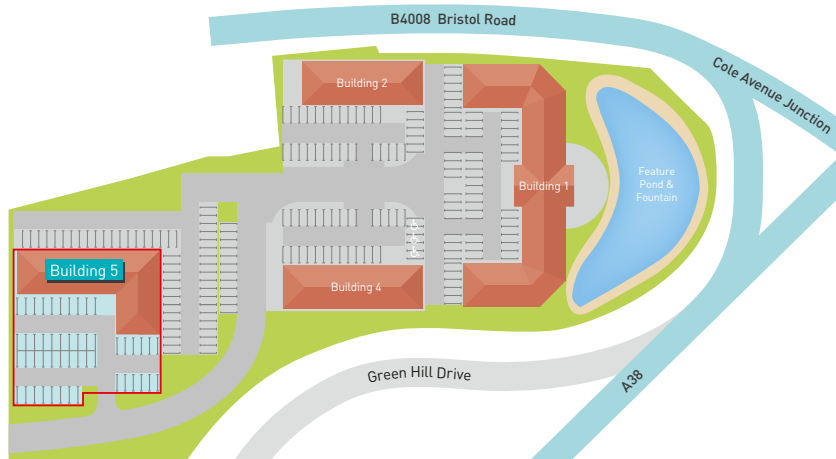 B4008 Bristol Road
Cole Avenue Junction
Building 2
Building 1
Feature
Pond &
Fountain
Building 5
Building 4
Green Hill Drive
A38